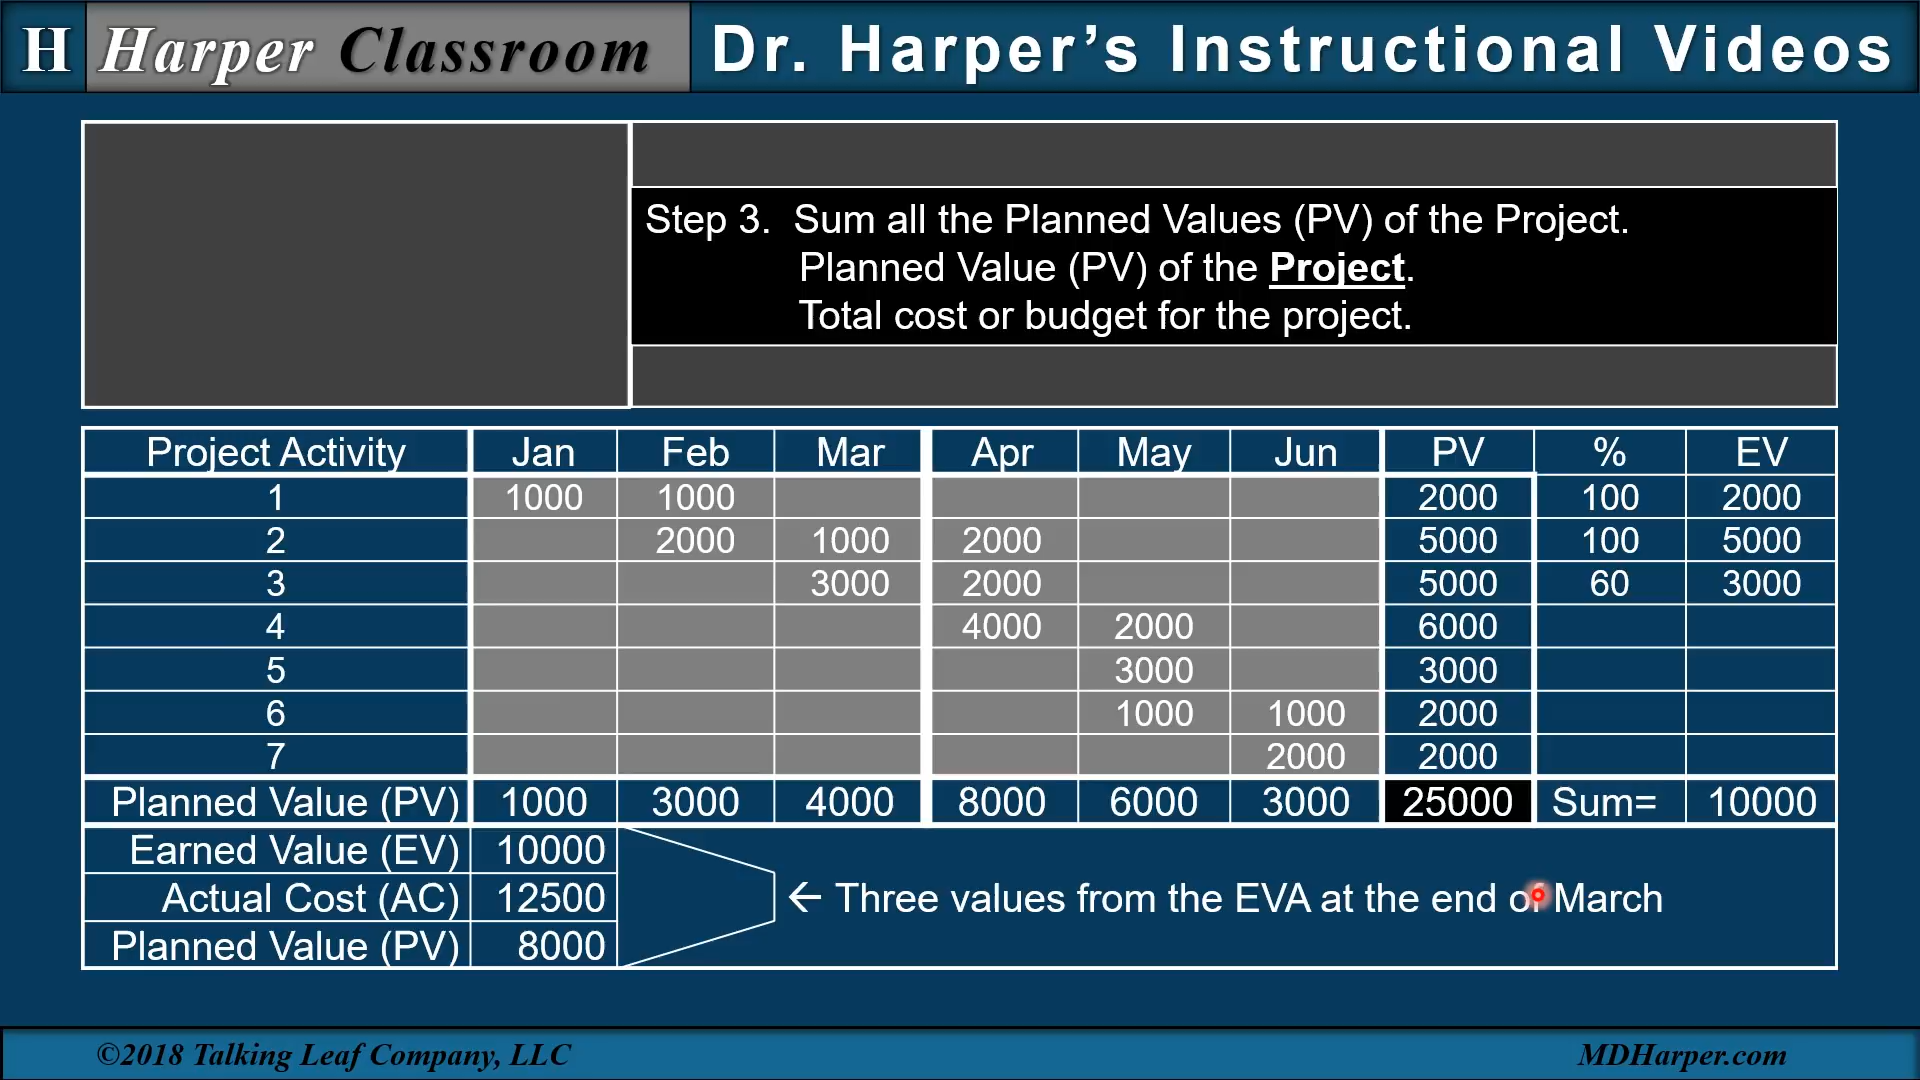 H Harper Classroom Dr. Harper’s Instructional Videos
Step 3. Sum all the Planned Values (PV) of the Project.
Planned Value (PV) of the Project.
Total cost or budget for the project.
Project Activity Jan Feb Mar Apr May Jun PV % EV
1 1000 1000 2000 100 2000
2 2000 1000 2000 5000 100 5000
3 3000 2000 5000 60 3000
4 4000 2000 6000
5 3000 3000
6 1000 1000 2000
7 2000 2000
Planned Value (PV) 1000 3000 4000 8000 6000 3000 25000 Sum= 10000
Earned Value (EV) 10000
Actual Cost (AC) 12500 ← Three values from the EVA at the end of March
Planned Value (PV) 8000
©2018 Talking Leaf Company, LLC MDHarper.com